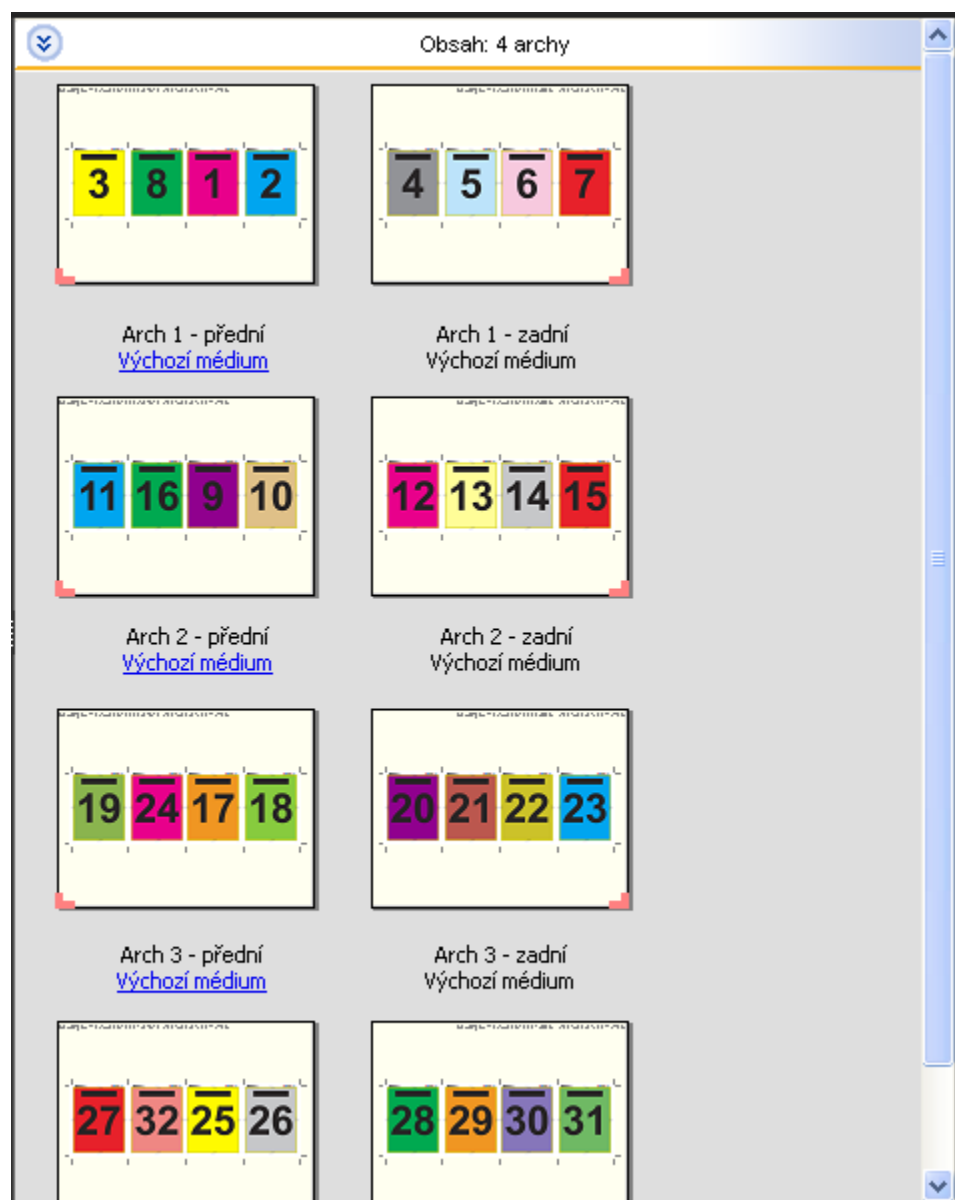 Obsah: 4 archy
3 8 1 2
4 5 6 7
Arch 1 - přední
Výchozí médium
Arch 1 - zadní
Výchozí médium
11 16 9 10
12 13 14 15
Arch 2 - přední
Výchozí médium
Arch 2 - zadní
Výchozí médium
19 24 17 18
20 21 22 23
Arch 3 - přední
Výchozí médium
Arch 3 - zadní
Výchozí médium
27 32 25 26
28 29 30 31